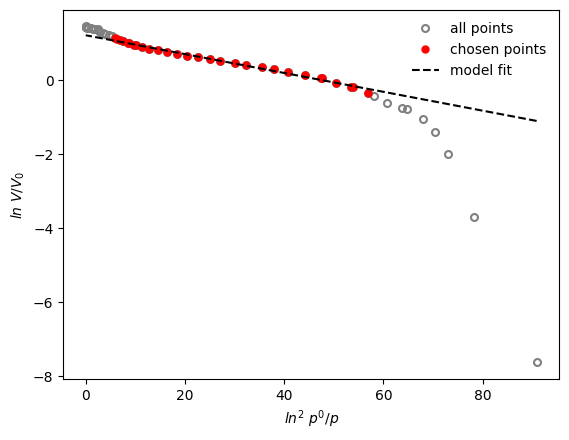 all points
chosen points
model fit
0
−2
−4
−6
−8
ln V/V₀
0
20
40
60
80
ln² p⁰/p